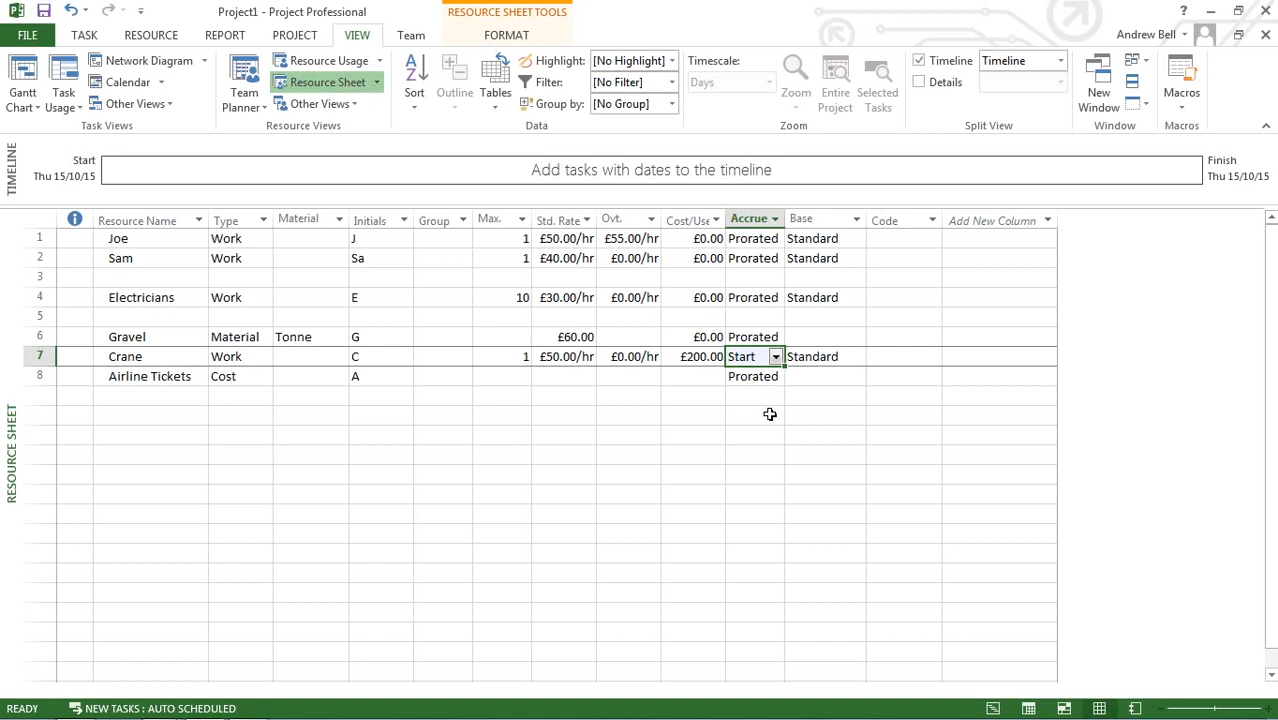 Project1 - Project Professional
RESOURCE SHEET TOOLS
FILE TASK RESOURCE REPORT PROJECT VIEW Team FORMAT
Andrew Bell
Network Diagram
Calendar
Other Views
Gantt Chart
Task Usage
Task Views
Team Planner
Resource Usage
Resource Sheet
Other Views
Resource Views
Sort
Outline
Tables
Highlight: [No Highlight]
Filter: [No Filter]
Group by: [No Group]
Data
Timescale:
Days
Zoom
Entire Project
Selected Tasks
Zoom
Timeline Timeline
Details
Split View
New Window
Window
Macros
Macros
TIMELINE
Start
Thu 15/10/15
Add tasks with dates to the timeline
Finish
Thu 15/10/15
Resource Name Type Material Initials Group Max. Std. Rate Ovt. Cost/Use Accrue Base Code Add New Column
1 Joe Work J 1 £50.00/hr £55.00/hr £0.00 Prorated Standard
2 Sam Work Sa 1 £40.00/hr £0.00/hr £0.00 Prorated Standard
3
4 Electricians Work E 10 £30.00/hr £0.00/hr £0.00 Prorated Standard
5
6 Gravel Material Tonne G £60.00 £0.00 Prorated
7 Crane Work C 1 £50.00/hr £0.00/hr £200.00 Start Standard
8 Airline Tickets Cost A Prorated
RESOURCE SHEET
READY NEW TASKS : AUTO SCHEDULED